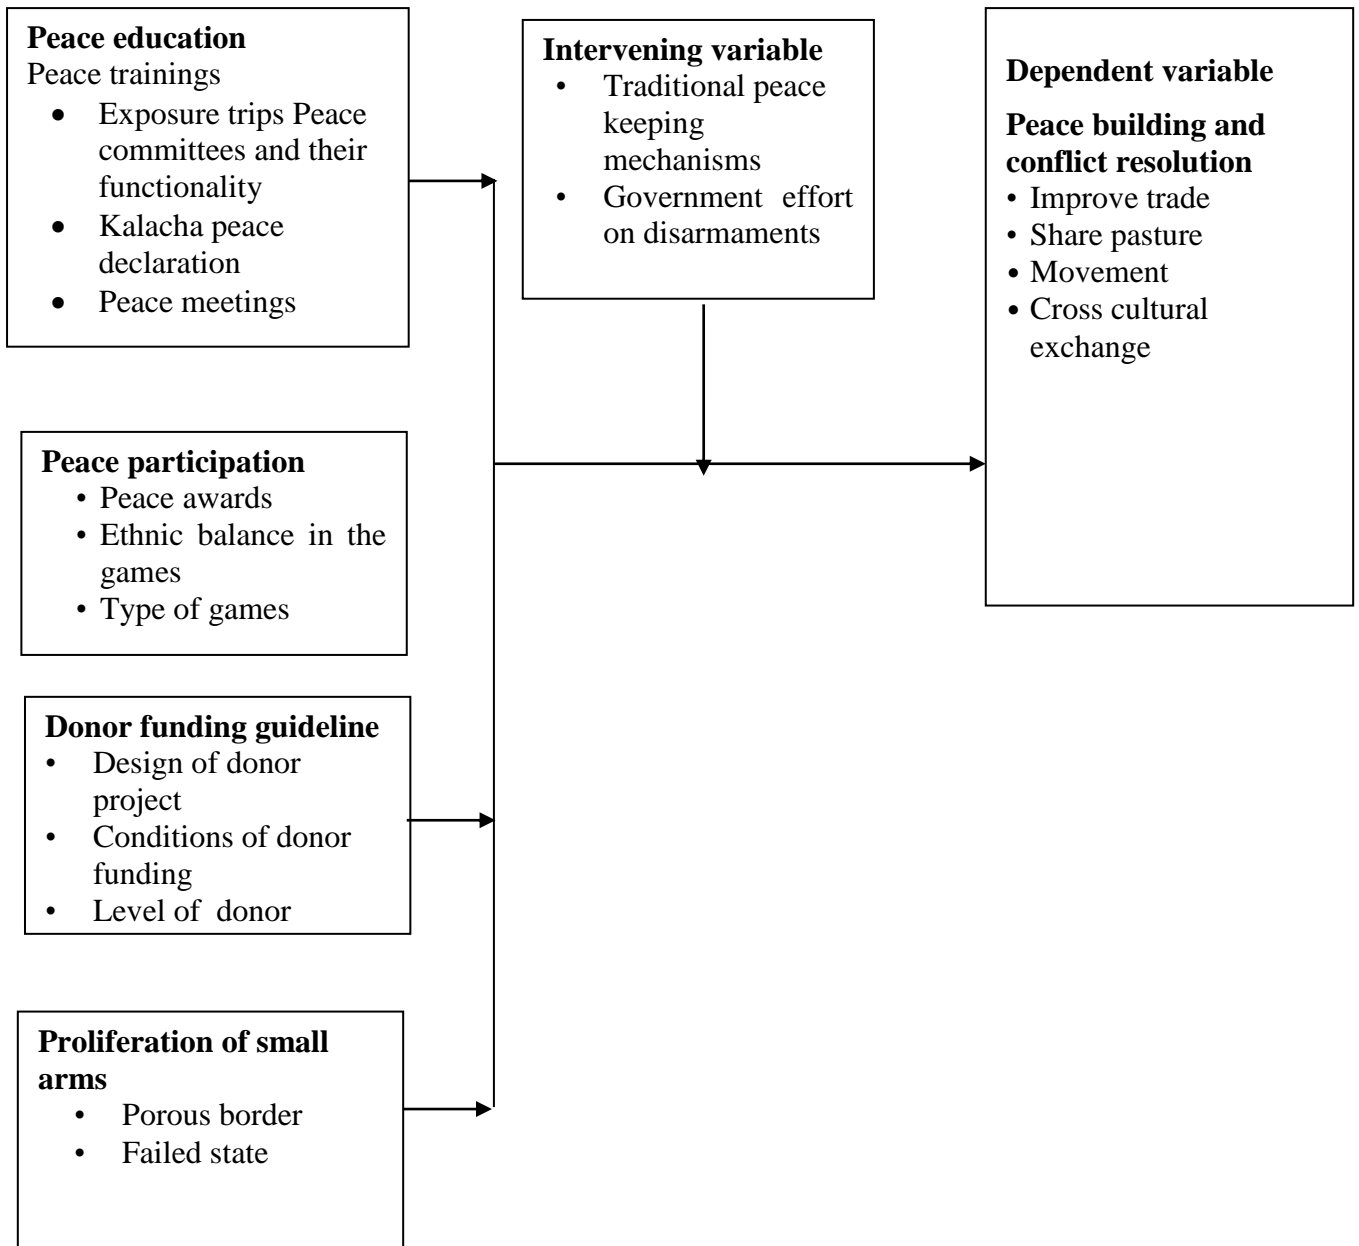 Peace education
Peace trainings
• Exposure trips Peace
committees and their
functionality
• Kalacha peace
declaration
• Peace meetings
Intervening variable
• Traditional peace
keeping
mechanisms
• Government effort
on disarmaments
Dependent variable
Peace building and
conflict resolution
• Improve trade
• Share pasture
• Movement
• Cross cultural
exchange
Peace participation
• Peace awards
• Ethnic balance in the
games
• Type of games
Donor funding guideline
• Design of donor
project
• Conditions of donor
funding
• Level of donor
Proliferation of small
arms
• Porous border
• Failed state